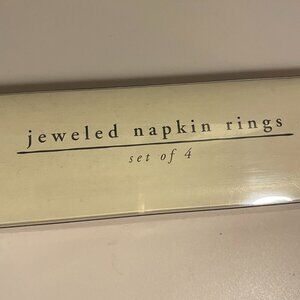 jeweled napkin rings
set of 4